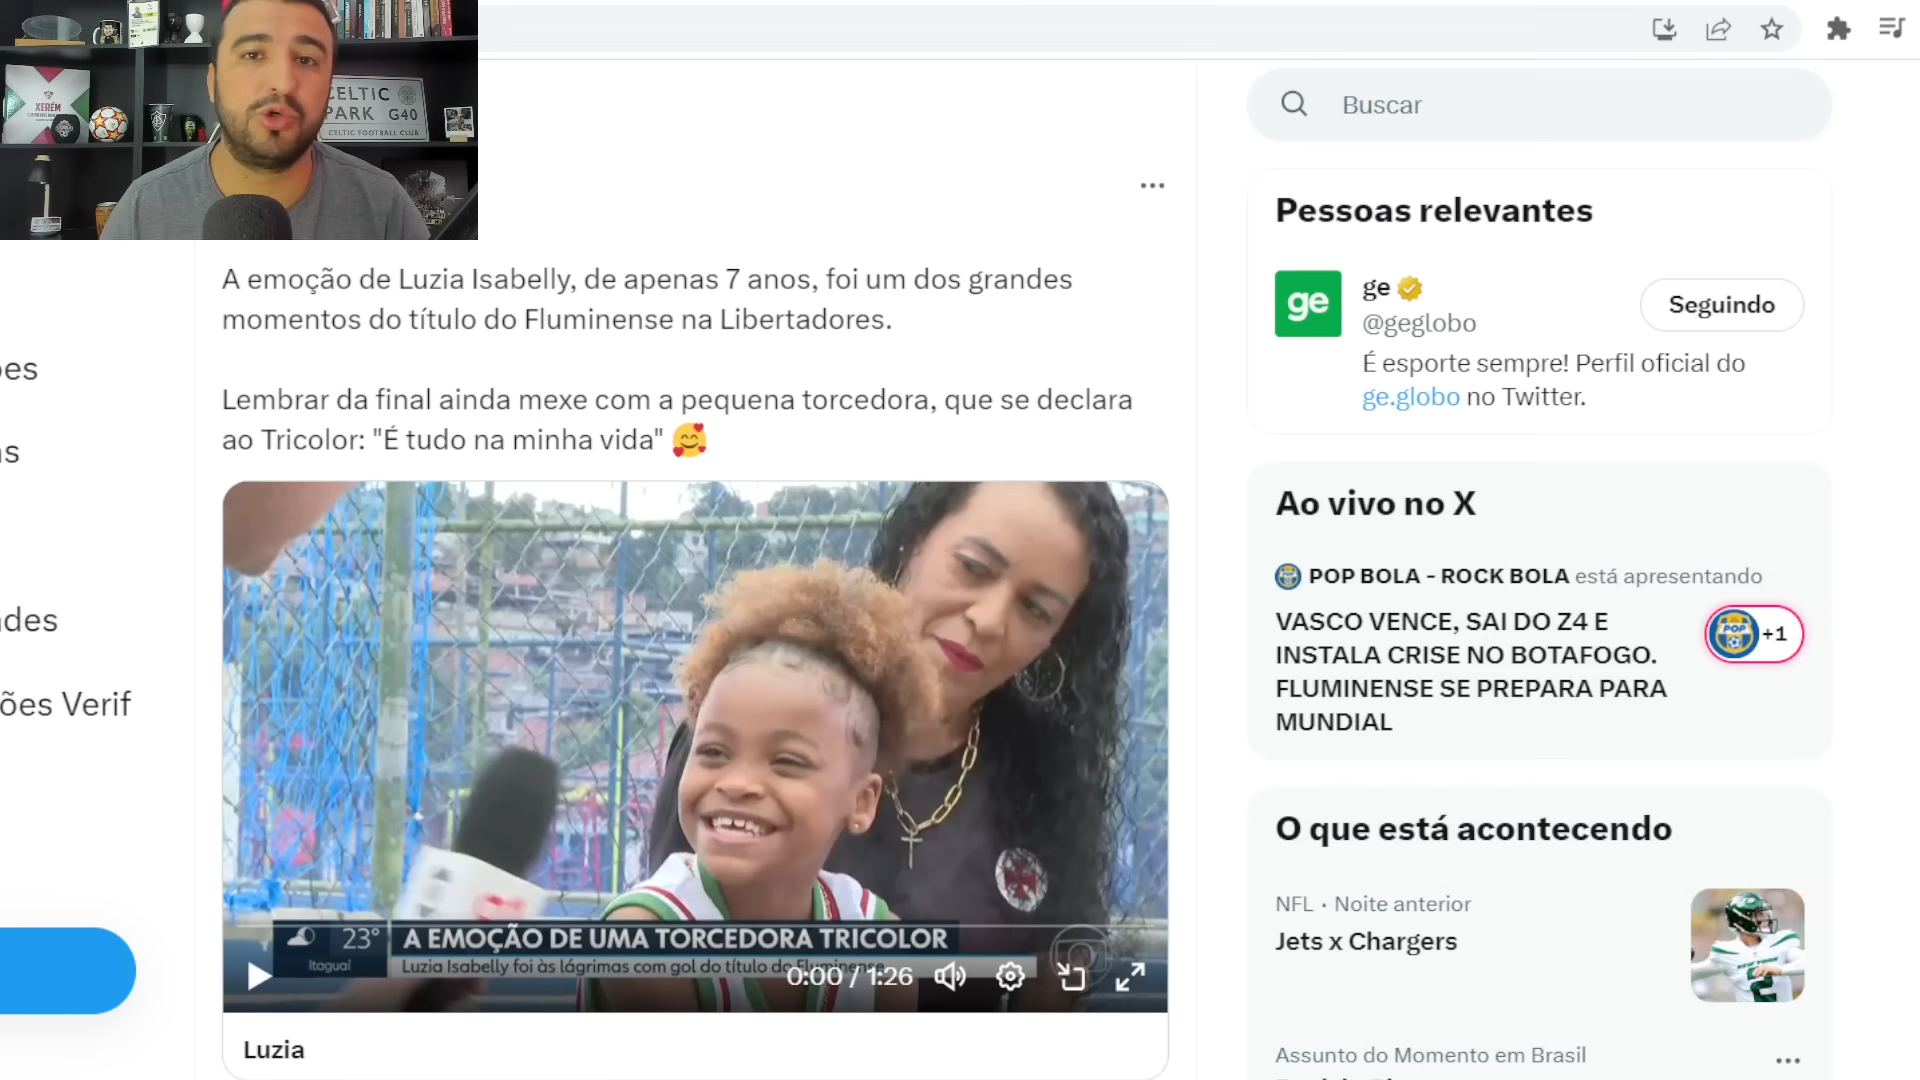 XERÉM
CELTIC
PARK G40
CELTIC FOOTBALL CLUB
Buscar
Pessoas relevantes
ge
ge
@geglobo
Seguindo
É esporte sempre! Perfil oficial do
ge.globo no Twitter.
A emoção de Luzia Isabelly, de apenas 7 anos, foi um dos grandes
momentos do título do Fluminense na Libertadores.
Lembrar da final ainda mexe com a pequena torcedora, que se declara
ao Tricolor: "É tudo na minha vida" 🥰
ões Verif
23°
Itaguaí
A EMOÇÃO DE UMA TORCEDORA TRICOLOR
Luzia Isabelly foi às lágrimas com gol do título do Fluminense
0:00 / 1:26
Luzia
Ao vivo no X
POP BOLA - ROCK BOLA está apresentando
VASCO VENCE, SAI DO Z4 E
INSTALA CRISE NO BOTAFOGO.
FLUMINENSE SE PREPARA PARA
MUNDIAL
POP
+1
O que está acontecendo
NFL · Noite anterior
Jets x Chargers
NEW YORK
2
Assunto do Momento em Brasil